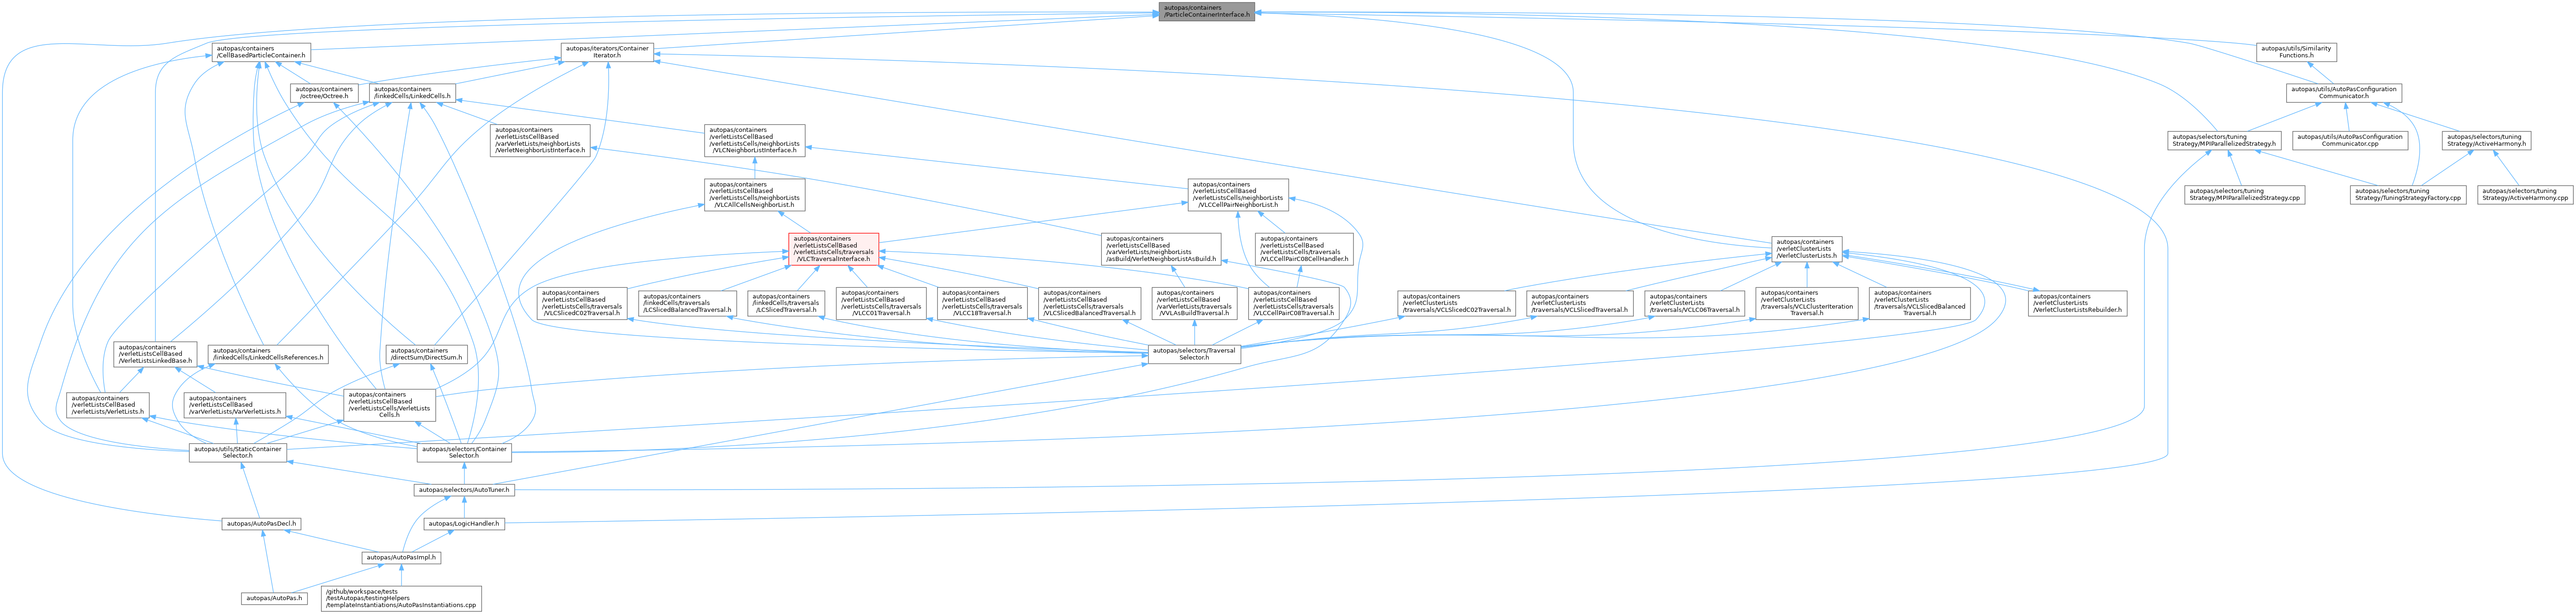 autopas/containers
/ParticleContainerInterface.h
autopas/containers
/CellBasedParticleContainer.h
autopas/iterators/Container
Iterator.h
autopas/utils/Similarity
Functions.h
autopas/containers
/octree/Octree.h
autopas/containers
/linkedCells/LinkedCells.h
autopas/utils/AutoPasConfiguration
Communicator.h
autopas/containers
/verletListsCellBased
/varVerletLists/neighborLists
/VerletNeighborListInterface.h
autopas/containers
/verletListsCellBased
/verletListsCells/neighborLists
/VLCNeighborListInterface.h
autopas/selectors/tuning
Strategy/MPIParallelizedStrategy.h
autopas/utils/AutoPasConfiguration
Communicator.cpp
autopas/selectors/tuning
Strategy/ActiveHarmony.h
autopas/containers
/verletListsCellBased
/verletListsCells/neighborLists
/VLCAllCellsNeighborList.h
autopas/containers
/verletListsCellBased
/verletListsCells/neighborLists
/VLCCellPairNeighborList.h
autopas/selectors/tuning
Strategy/MPIParallelizedStrategy.cpp
autopas/selectors/tuning
Strategy/TuningStrategyFactory.cpp
autopas/selectors/tuning
Strategy/ActiveHarmony.cpp
autopas/containers
/verletListsCellBased
/verletListsCells/traversals
/VLCTraversalInterface.h
autopas/containers
/verletListsCellBased
/varVerletLists/neighborLists
/asBuild/VerletNeighborListAsBuild.h
autopas/containers
/verletListsCellBased
/verletListsCells/traversals
/VLCCellPairC08CellHandler.h
autopas/containers
/verletClusterLists
/VerletClusterLists.h
autopas/containers
/verletListsCellBased
/verletListsCells/traversals
/VLCSlicedC02Traversal.h
autopas/containers
/linkedCells/traversals
/LCSlicedBalancedTraversal.h
autopas/containers
/linkedCells/traversals
/LCSlicedTraversal.h
autopas/containers
/verletListsCellBased
/verletListsCells/traversals
/VLCC01Traversal.h
autopas/containers
/verletListsCellBased
/verletListsCells/traversals
/VLCC18Traversal.h
autopas/containers
/verletListsCellBased
/verletListsCells/traversals
/VLCSlicedBalancedTraversal.h
autopas/containers
/verletListsCellBased
/varVerletLists/traversals
/VVLAsBuildTraversal.h
autopas/containers
/verletListsCellBased
/verletListsCells/traversals
/VLCCellPairC08Traversal.h
autopas/containers
/verletClusterLists
/traversals/VCLSlicedC02Traversal.h
autopas/containers
/verletClusterLists
/traversals/VCLSlicedTraversal.h
autopas/containers
/verletClusterLists
/traversals/VCLC06Traversal.h
autopas/containers
/verletClusterLists
/traversals/VCLClusterIteration
Traversal.h
autopas/containers
/verletClusterLists
/traversals/VCLSlicedBalanced
Traversal.h
autopas/containers
/verletClusterLists
/VerletClusterListsRebuilder.h
autopas/containers
/verletListsCellBased
/VerletListsLinkedBase.h
autopas/containers
/linkedCells/LinkedCellsReferences.h
autopas/containers
/directSum/DirectSum.h
autopas/selectors/Traversal
Selector.h
autopas/containers
/verletListsCellBased
/verletLists/VerletLists.h
autopas/containers
/verletListsCellBased
/varVerletLists/VarVerletLists.h
autopas/containers
/verletListsCellBased
/verletListsCells/VerletLists
Cells.h
autopas/utils/StaticContainer
Selector.h
autopas/selectors/Container
Selector.h
autopas/selectors/AutoTuner.h
autopas/AutoPasDecl.h
autopas/LogicHandler.h
autopas/AutoPasImpl.h
autopas/AutoPas.h
/github/workspace/tests
/testAutopas/testingHelpers
/templateInstantiations/AutoPasInstantiations.cpp